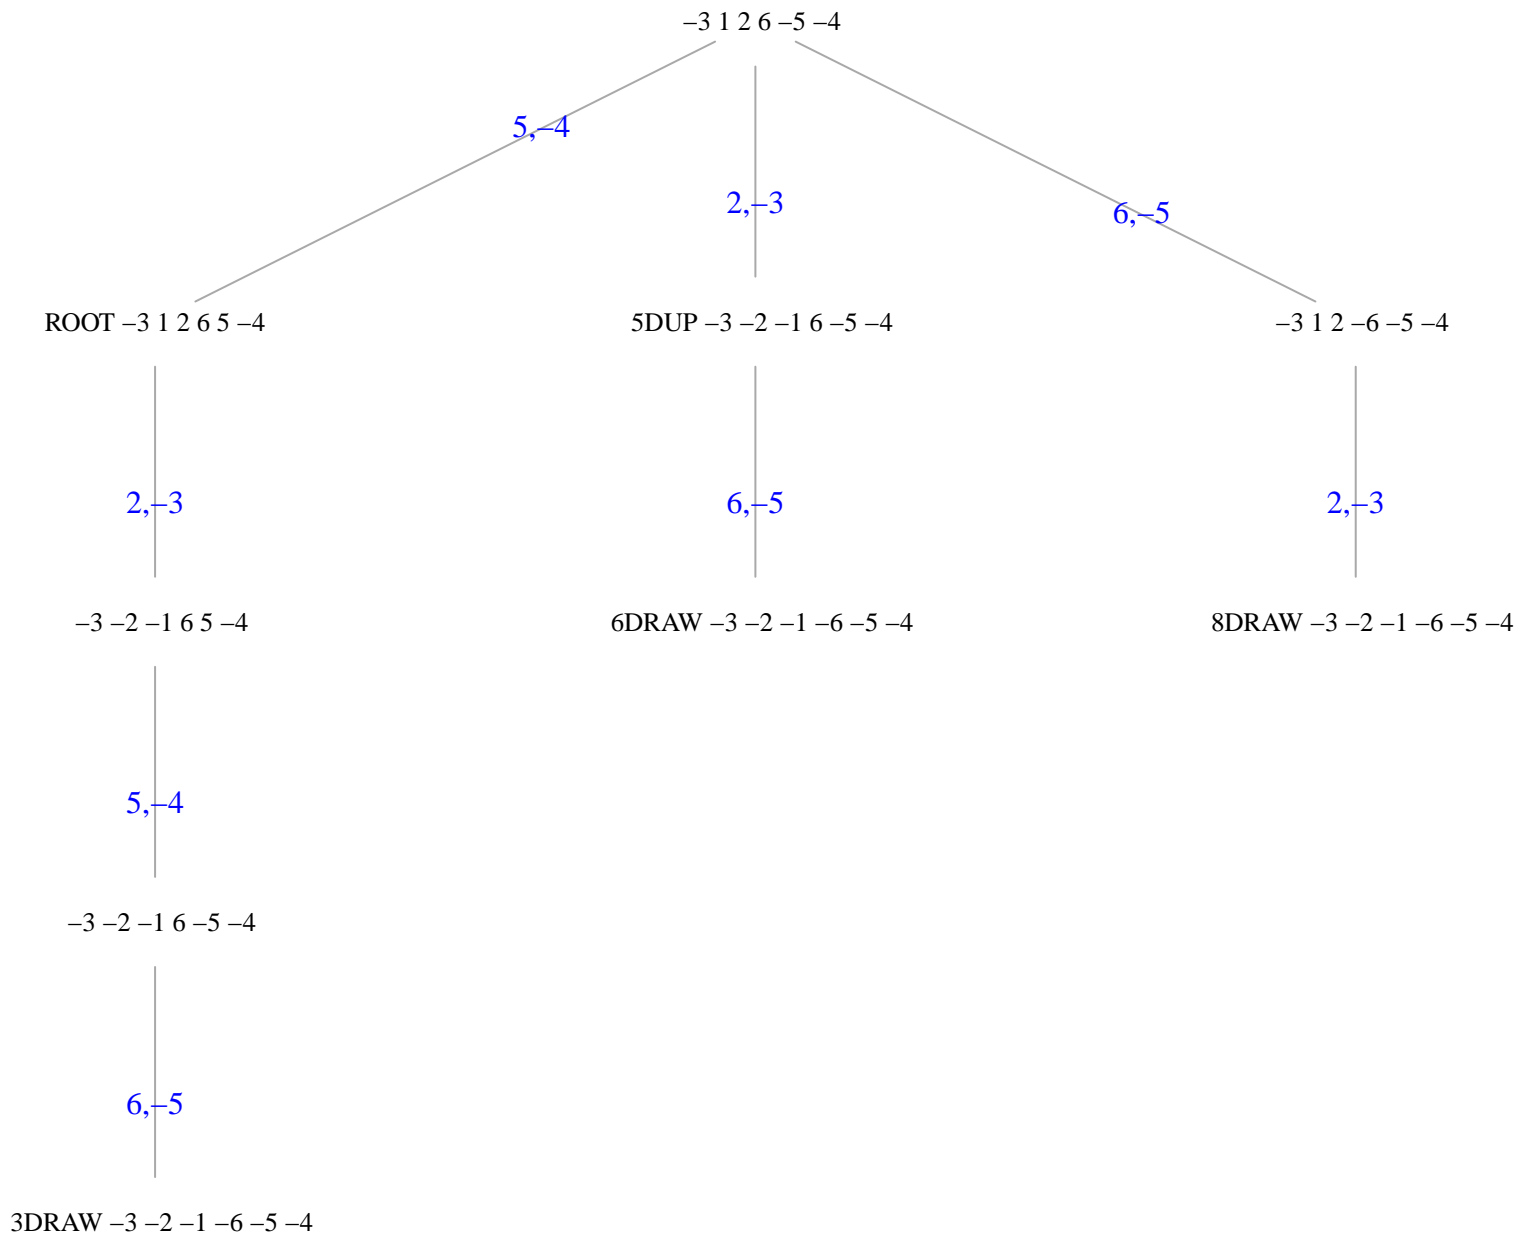 –3 1 2 6 –5 –4
5,–4
2,–3
6,–5
ROOT –3 1 2 6 5 –4
5DUP –3 –2 –1 6 –5 –4
–3 1 2 –6 –5 –4
2,–3
6,–5
2,–3
–3 –2 –1 6 5 –4
6DRAW –3 –2 –1 –6 –5 –4
8DRAW –3 –2 –1 –6 –5 –4
5,–4
–3 –2 –1 6 –5 –4
6,–5
3DRAW –3 –2 –1 –6 –5 –4